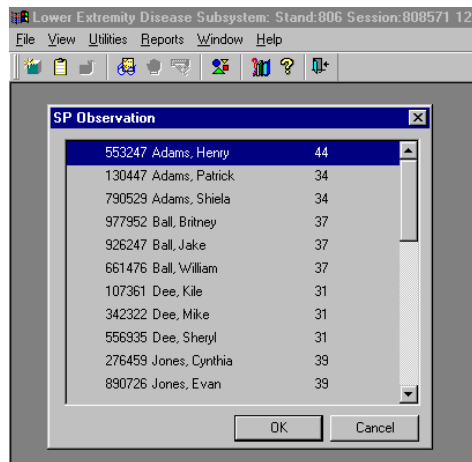 Lower Extremity Disease Subsystem: Stand:806 Session:808571 12
File View Utilities Reports Window Help
SP Observation
553247 Adams, Henry 44
130447 Adams, Patrick 34
790529 Adams, Shiela 34
977952 Ball, Britney 37
926247 Ball, Jake 37
661476 Ball, William 37
107361 Dee, Kile 31
342322 Dee, Mike 31
556935 Dee, Sheryl 31
276459 Jones, Cynthia 39
890726 Jones, Evan 39
OK Cancel